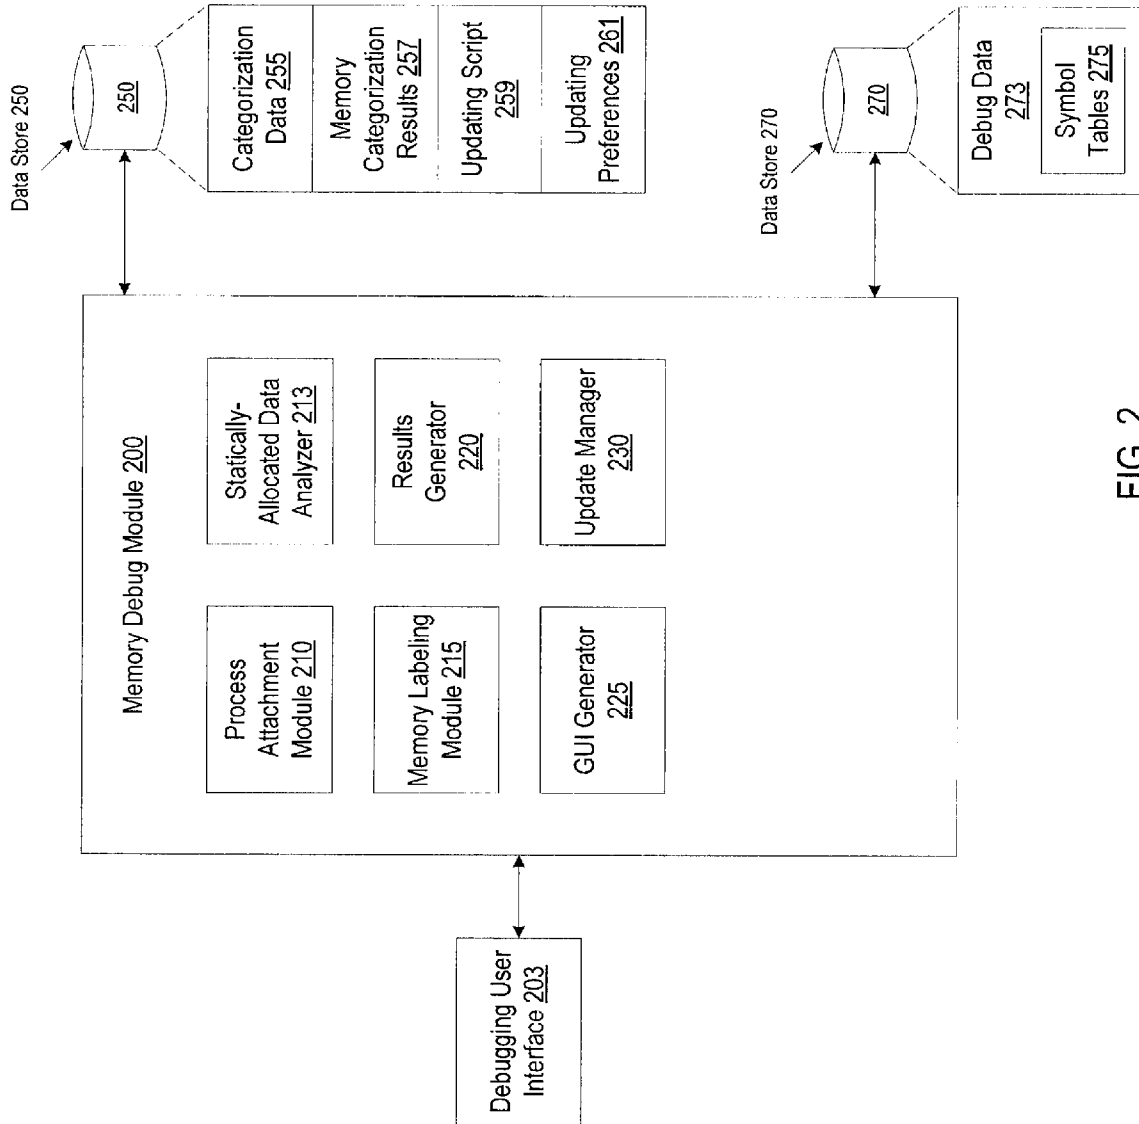 Data Store 250
250
Categorization
Data 255
Memory
Categorization
Results 257
Updating Script
259
Updating
Preferences 261
Data Store 270
270
Debug Data
273
Symbol
Tables 275
Memory Debug Module 200
Process
Attachment
Module 210
Statically-
Allocated Data
Analyzer 213
Memory Labeling
Module 215
Results
Generator
220
GUI Generator
225
Update Manager
230
Debugging User
Interface 203
FIG. 2